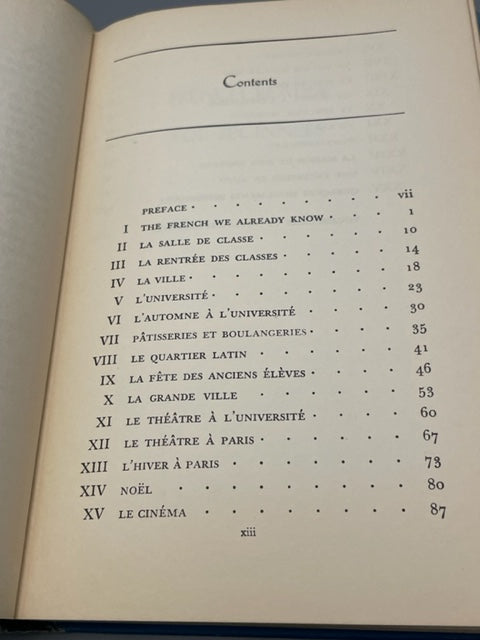 Contents
PREFACE · vii
I THE FRENCH WE ALREADY KNOW · 1
II LA SALLE DE CLASSE · 10
III LA RENTRÉE DES CLASSES · 14
IV LA VILLE · 18
V L'UNIVERSITÉ · 23
VI L'AUTOMNE À L'UNIVERSITÉ · 30
VII PÂTISSERIES ET BOULANGERIES · 35
VIII LE QUARTIER LATIN · 41
IX LA FÊTE DES ANCIENS ÉLÈVES · 46
X LA GRANDE VILLE · 53
XI LE THÉÂTRE À L'UNIVERSITÉ · 60
XII LE THÉÂTRE À PARIS · 67
XIII L'HIVER À PARIS · 73
XIV NOËL · 80
XV LE CINÉMA · 87
xiii